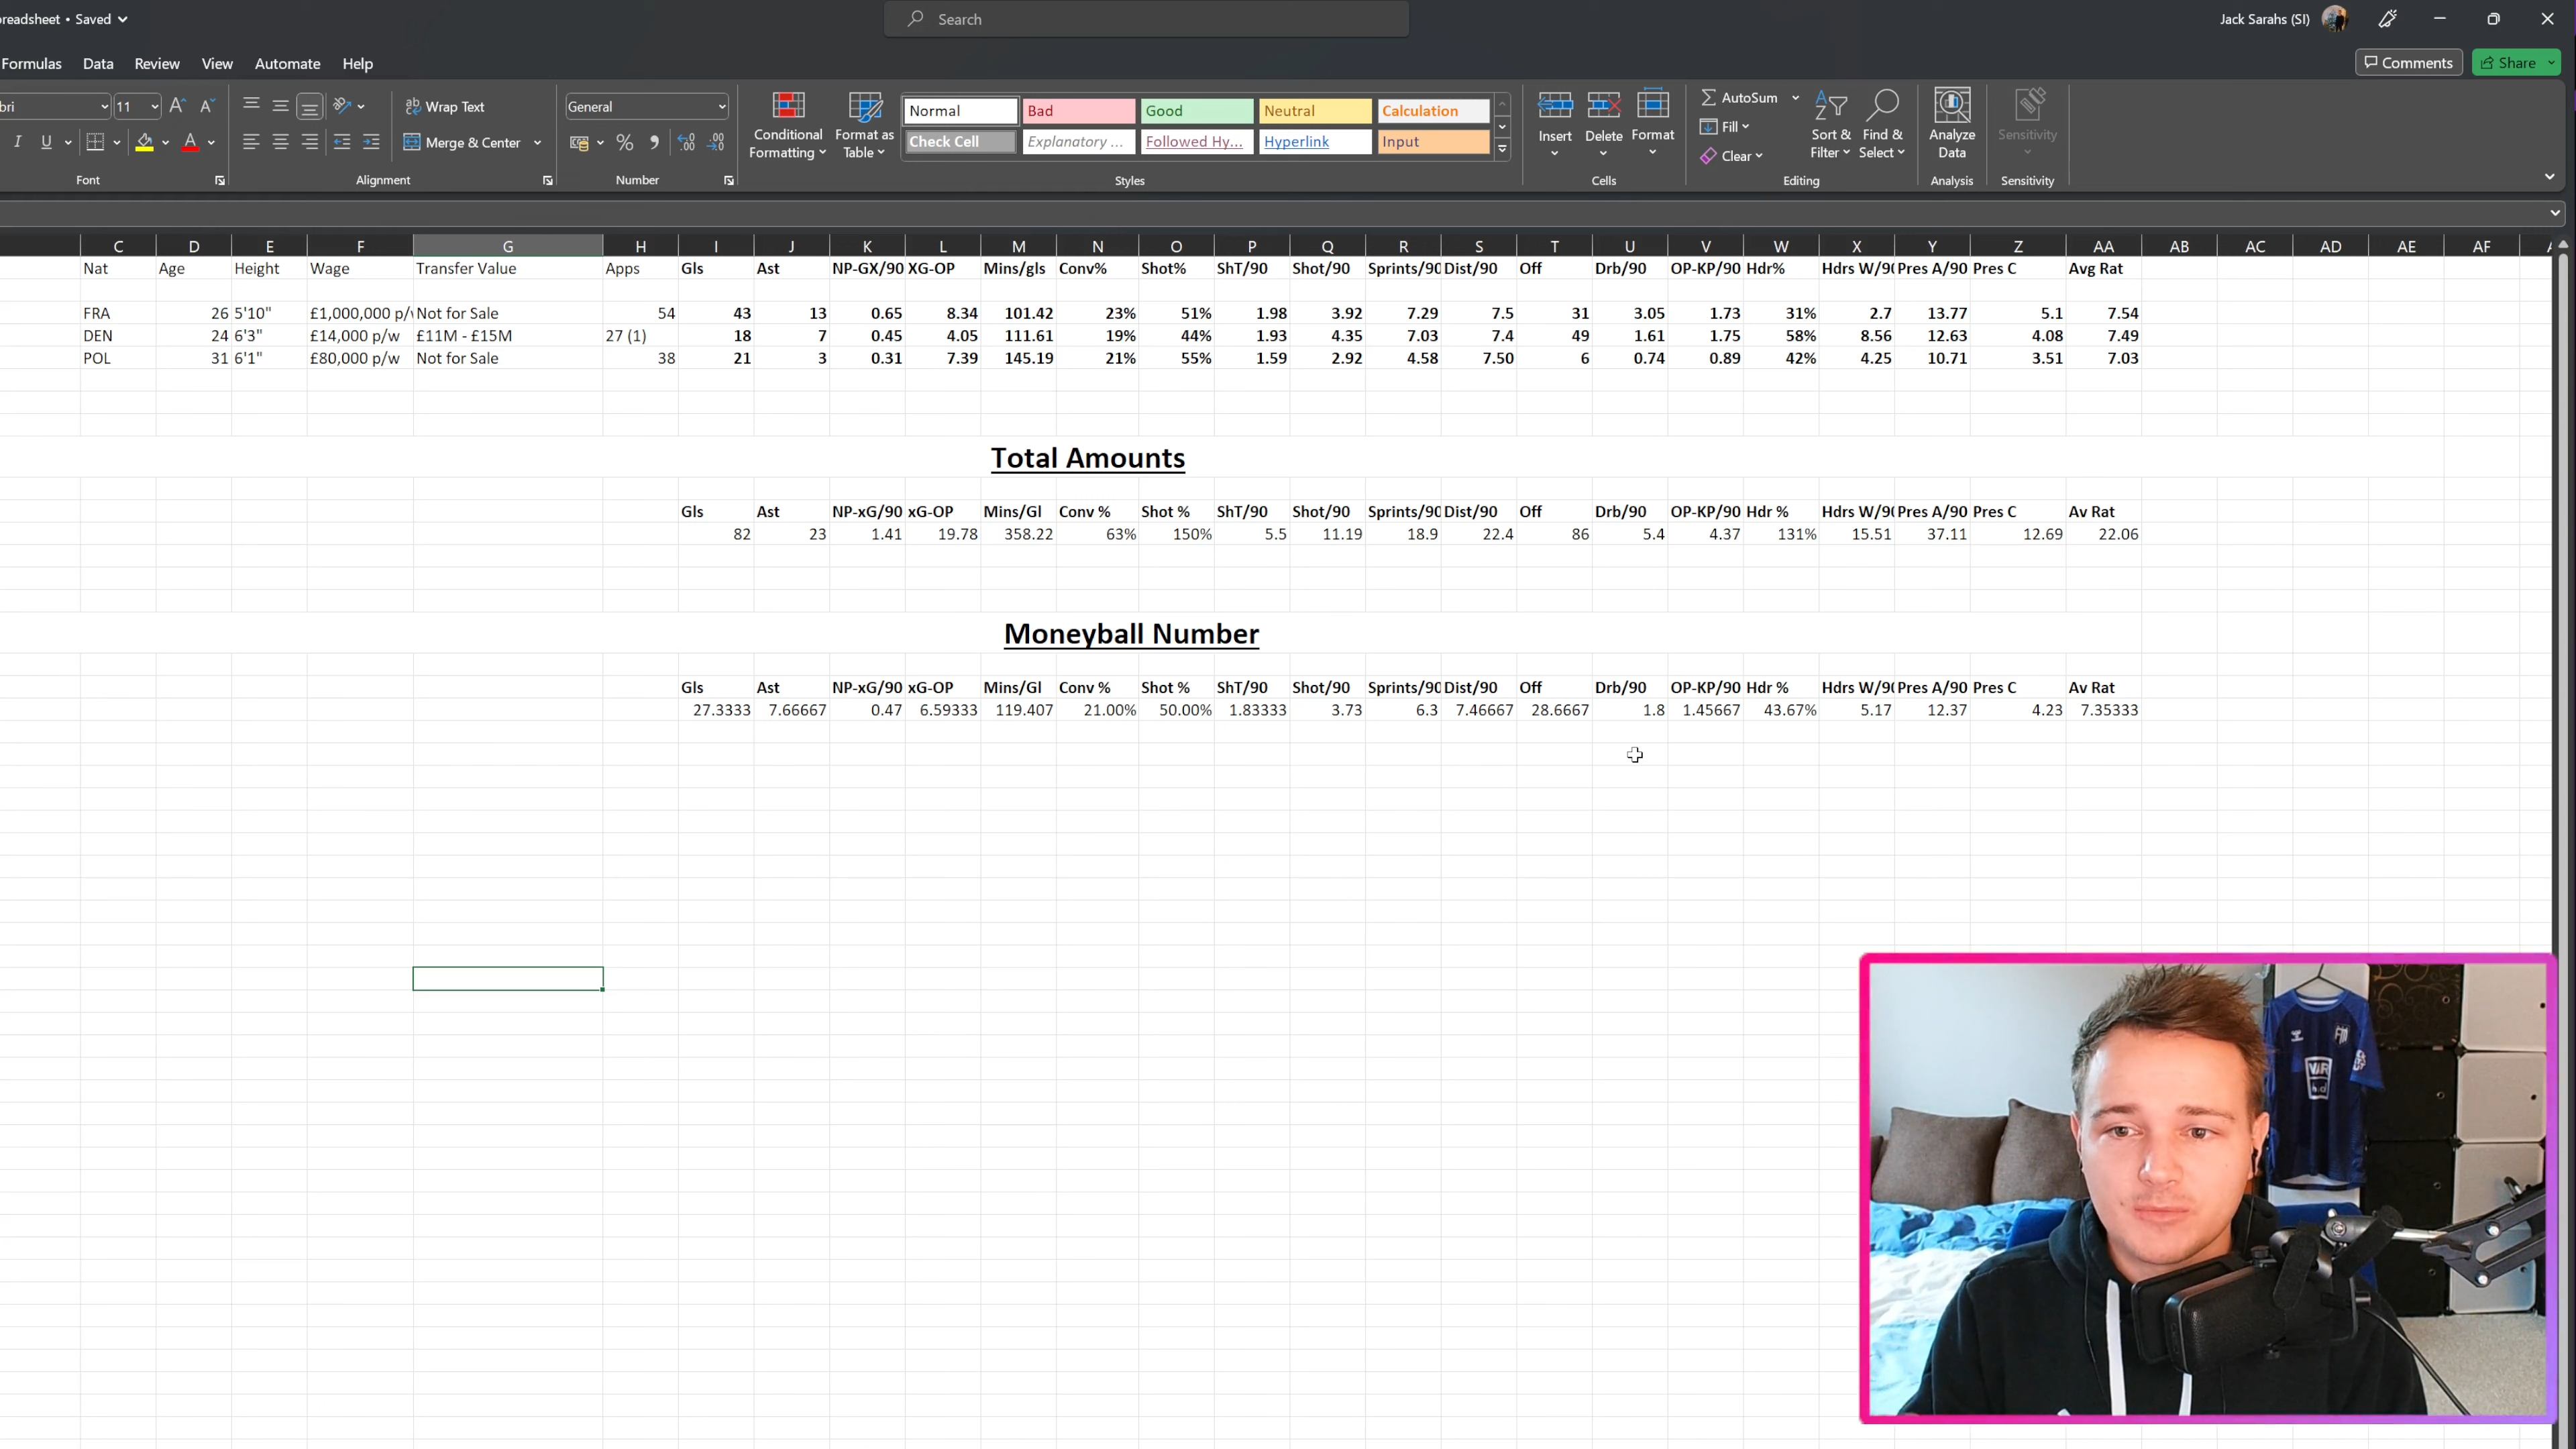 readsheet • Saved
Search
Jack Sarahs (SI)
Formulas Data Review View Automate Help
Comments Share
bri 11 Wrap Text General Normal Bad Good Neutral Calculation AutoSum
Conditional Formatting Format as Table Insert Delete Format Fill Sort & Filter Find & Select Analyze Data Sensitivity
I U A Merge & Center % Check Cell Explanatory ... Followed Hy... Hyperlink Input Clear
Font Alignment Number Styles Cells Editing Analysis Sensitivity
C D E F G H I J K L M N O P Q R S T U V W X Y Z AA AB AC AD AE AF
Nat Age Height Wage Transfer Value Apps Gls Ast NP-GX/90 XG-OP Mins/gls Conv% Shot% ShT/90 Shot/90 Sprints/90 Dist/90 Off Drb/90 OP-KP/90 Hdr% Hdrs W/90 Pres A/90 Pres C Avg Rat
FRA 26 5'10" £1,000,000 p/ Not for Sale 54 43 13 0.65 8.34 101.42 23% 51% 1.98 3.92 7.29 7.5 31 3.05 1.73 31% 2.7 13.77 5.1 7.54
DEN 24 6'3" £14,000 p/w £11M - £15M 27 (1) 18 7 0.45 4.05 111.61 19% 44% 1.93 4.35 7.03 7.4 49 1.61 1.75 58% 8.56 12.63 4.08 7.49
POL 31 6'1" £80,000 p/w Not for Sale 38 21 3 0.31 7.39 145.19 21% 55% 1.59 2.92 4.58 7.50 6 0.74 0.89 42% 4.25 10.71 3.51 7.03
Total Amounts
Gls Ast NP-xG/90 xG-OP Mins/Gl Conv % Shot % ShT/90 Shot/90 Sprints/90 Dist/90 Off Drb/90 OP-KP/90 Hdr % Hdrs W/90 Pres A/90 Pres C Av Rat
82 23 1.41 19.78 358.22 63% 150% 5.5 11.19 18.9 22.4 86 5.4 4.37 131% 15.51 37.11 12.69 22.06
Moneyball Number
Gls Ast NP-xG/90 xG-OP Mins/Gl Conv % Shot % ShT/90 Shot/90 Sprints/90 Dist/90 Off Drb/90 OP-KP/90 Hdr % Hdrs W/90 Pres A/90 Pres C Av Rat
27.3333 7.66667 0.47 6.59333 119.407 21.00% 50.00% 1.83333 3.73 6.3 7.46667 28.6667 1.8 1.45667 43.67% 5.17 12.37 4.23 7.35333